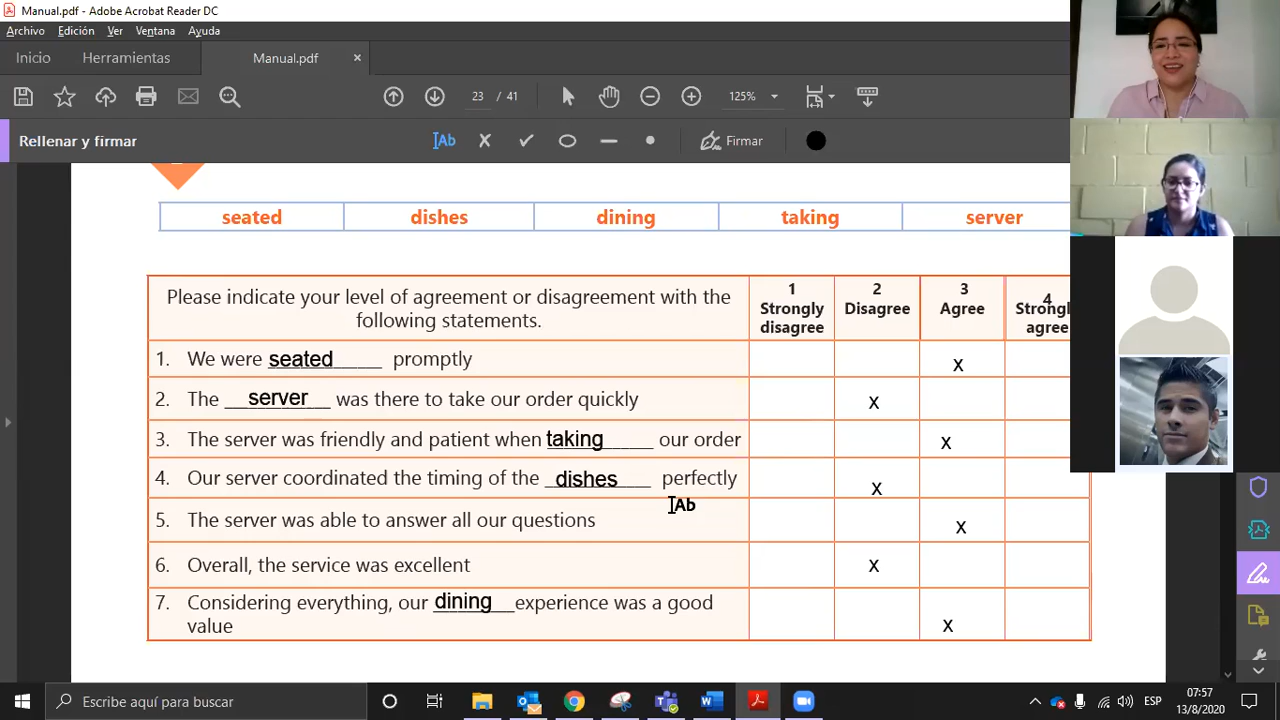 Manual.pdf - Adobe Acrobat Reader DC
Archivo Edición Ver Ventana Ayuda
Inicio Herramientas Manual.pdf ×
23 / 41 125%
Rellenar y firmar Ab Firmar
seated dishes dining taking server
Please indicate your level of agreement or disagreement with the
following statements.
1
Strongly
disagree
2
Disagree
3
Agree
4
Strongl
agree
1. We were seated promptly x
2. The server was there to take our order quickly x
3. The server was friendly and patient when taking our order x
4. Our server coordinated the timing of the dishes perfectly x
Ab
5. The server was able to answer all our questions x
6. Overall, the service was excellent x
7. Considering everything, our dining experience was a good
value x
Escribe aquí para buscar
ESP
07:57
13/8/2020